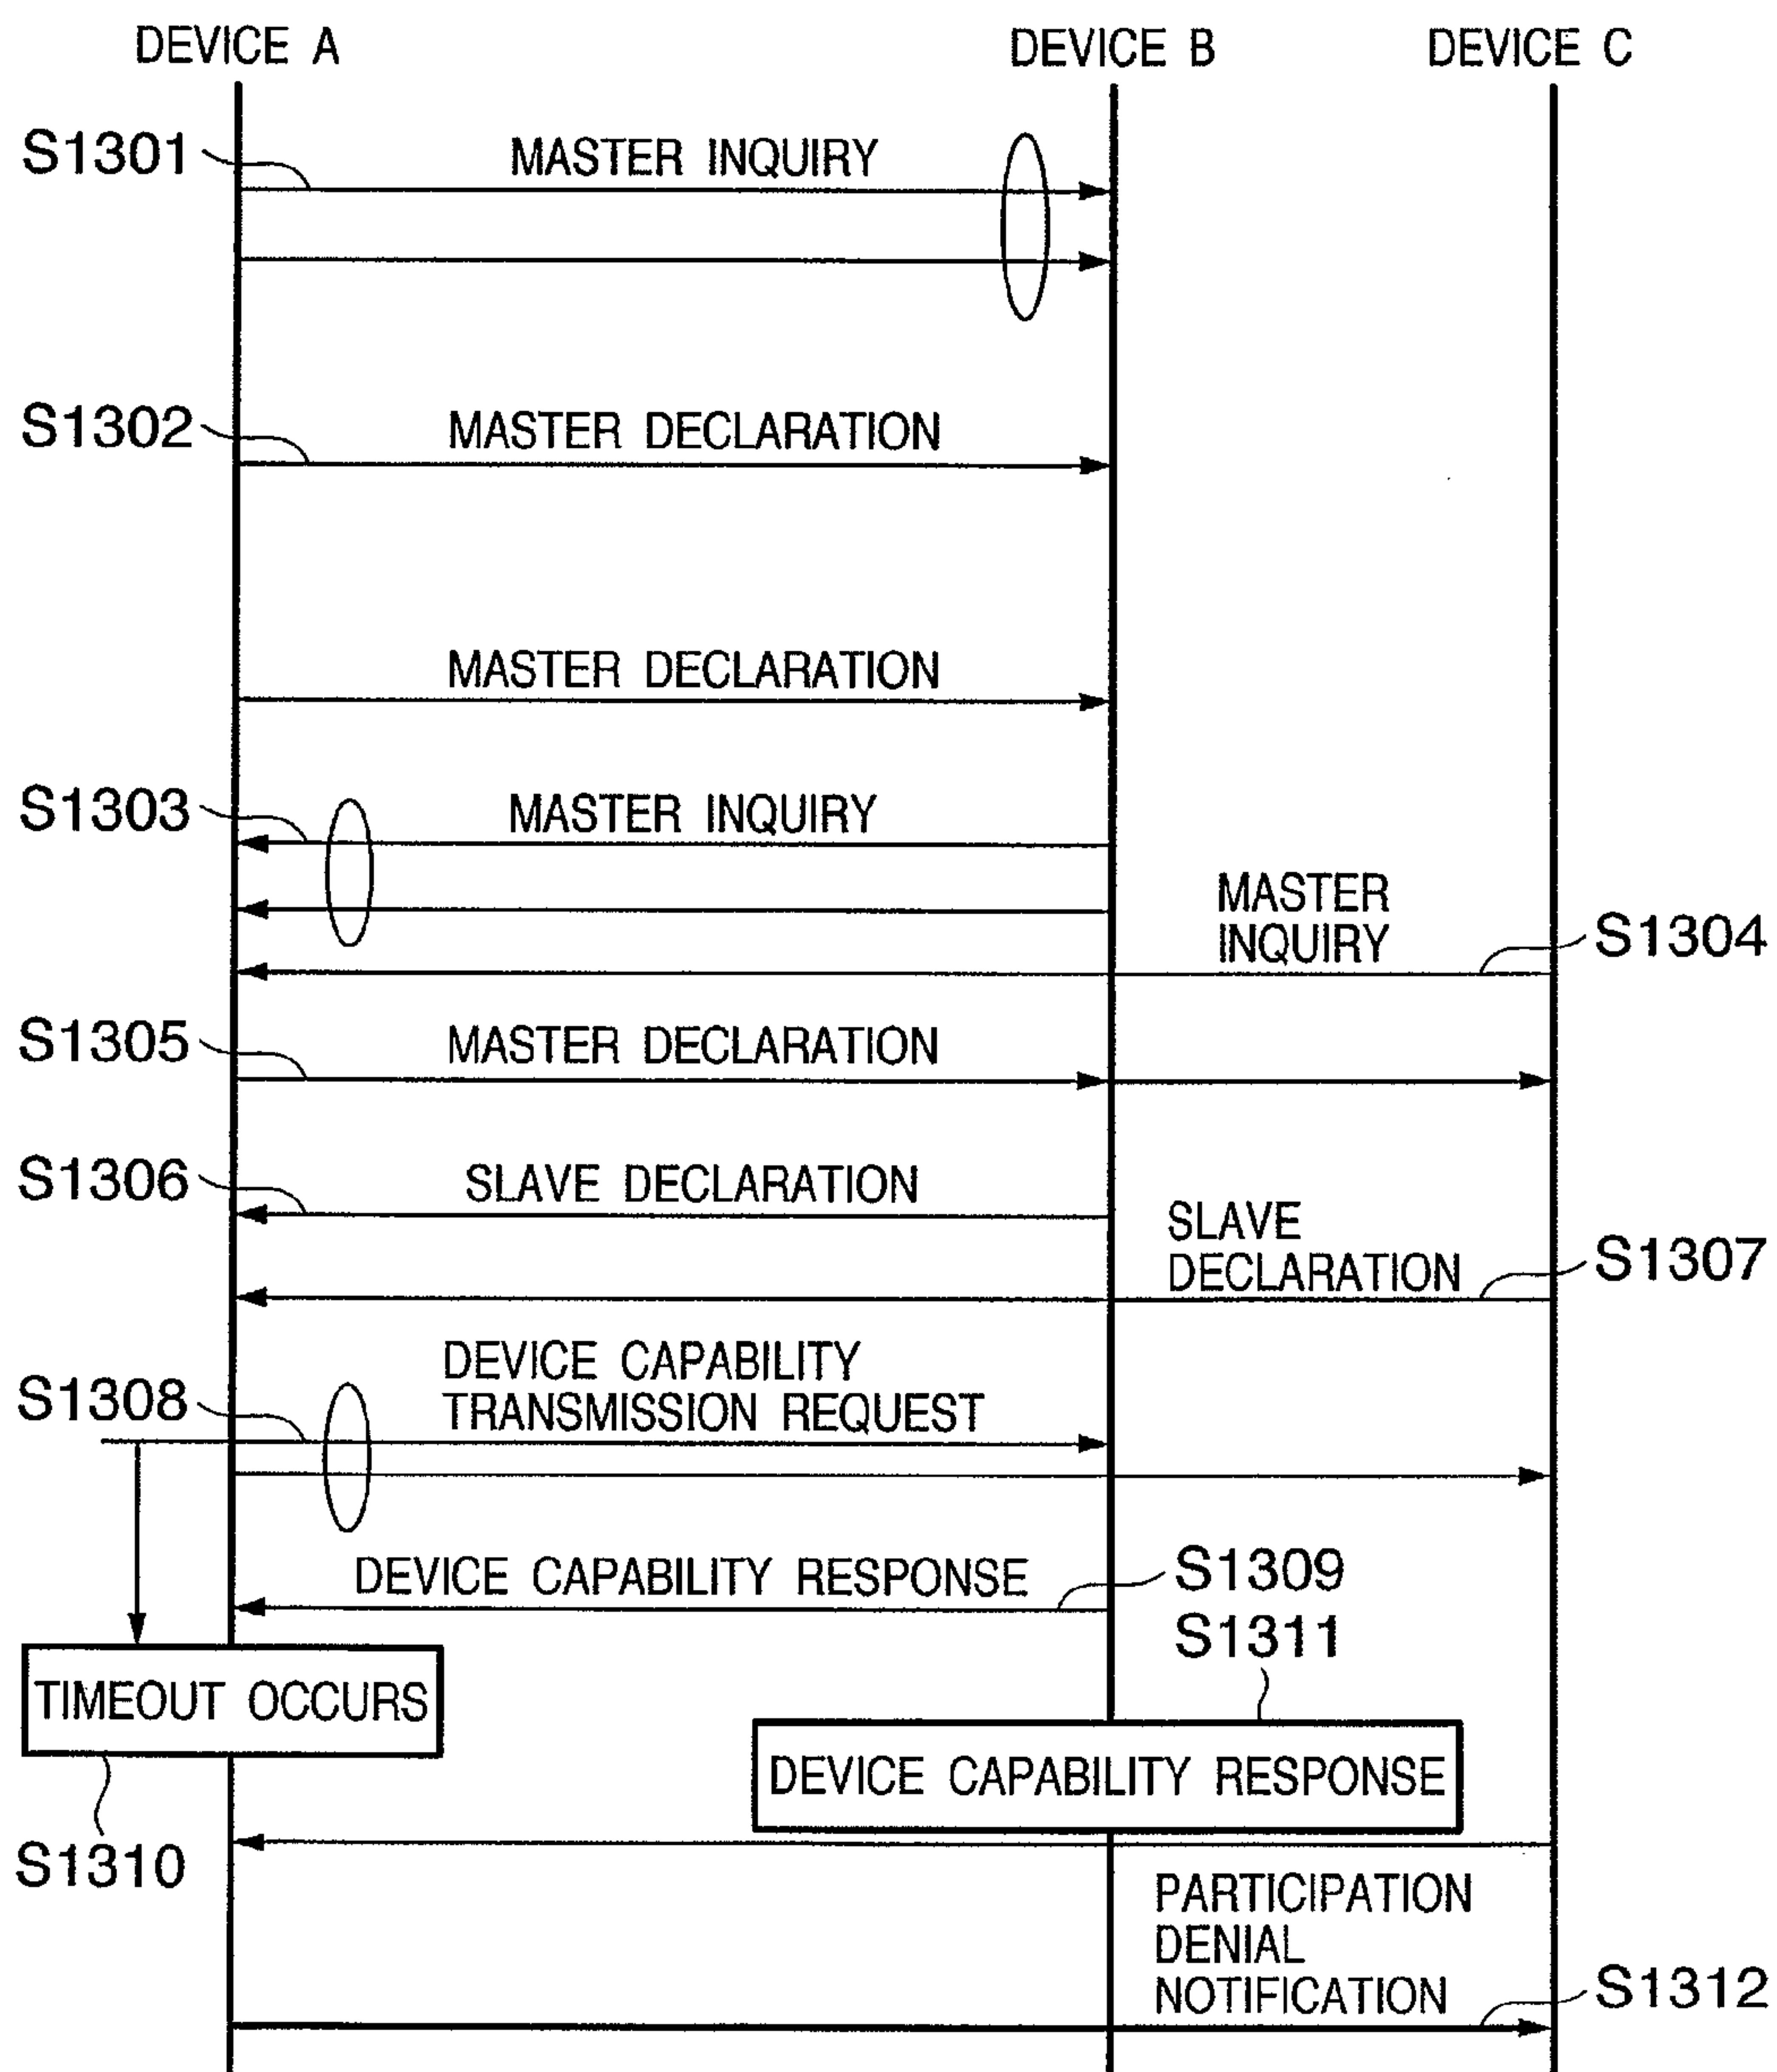 DEVICE A
DEVICE B
DEVICE C
S1301
MASTER INQUIRY
S1302
MASTER DECLARATION
MASTER DECLARATION
S1303
MASTER INQUIRY
MASTER
INQUIRY
S1304
S1305
MASTER DECLARATION
S1306
SLAVE DECLARATION
SLAVE
DECLARATION
S1307
DEVICE CAPABILITY
TRANSMISSION REQUEST
S1308
DEVICE CAPABILITY RESPONSE
S1309
S1311
TIMEOUT OCCURS
DEVICE CAPABILITY RESPONSE
S1310
PARTICIPATION
DENIAL
NOTIFICATION
S1312